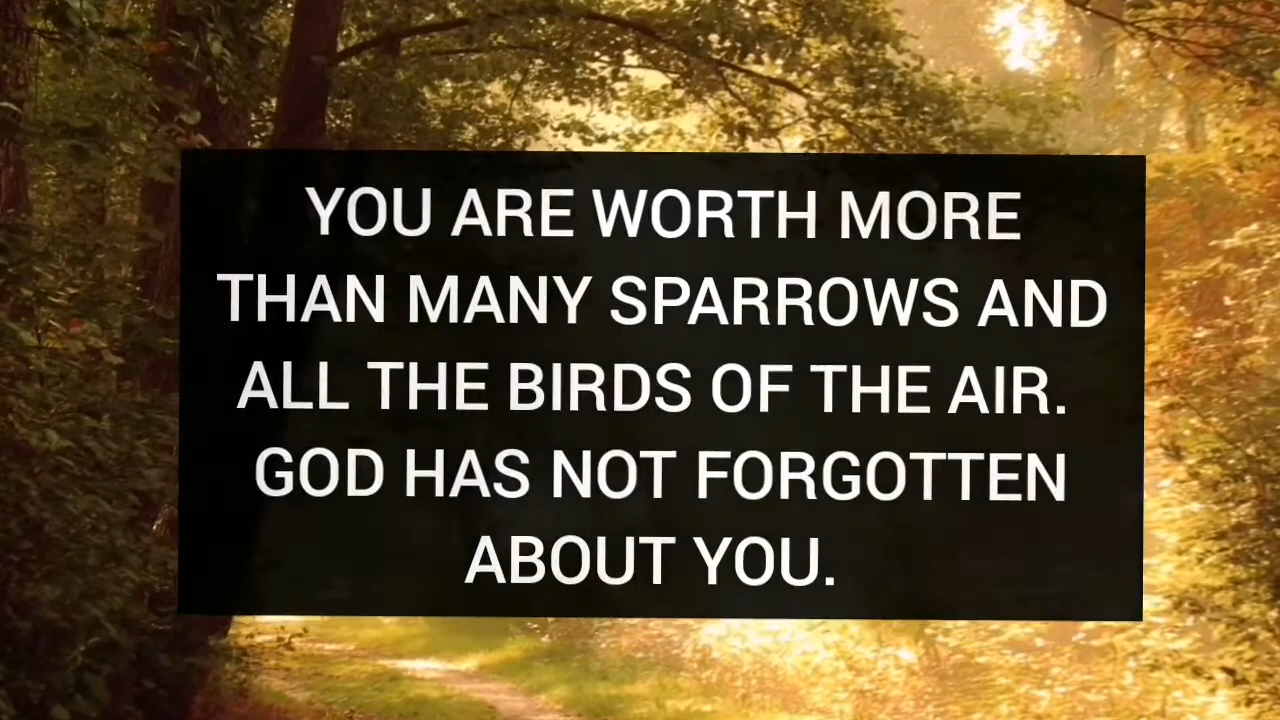 YOU ARE WORTH MORE
THAN MANY SPARROWS AND
ALL THE BIRDS OF THE AIR.
GOD HAS NOT FORGOTTEN
ABOUT YOU.